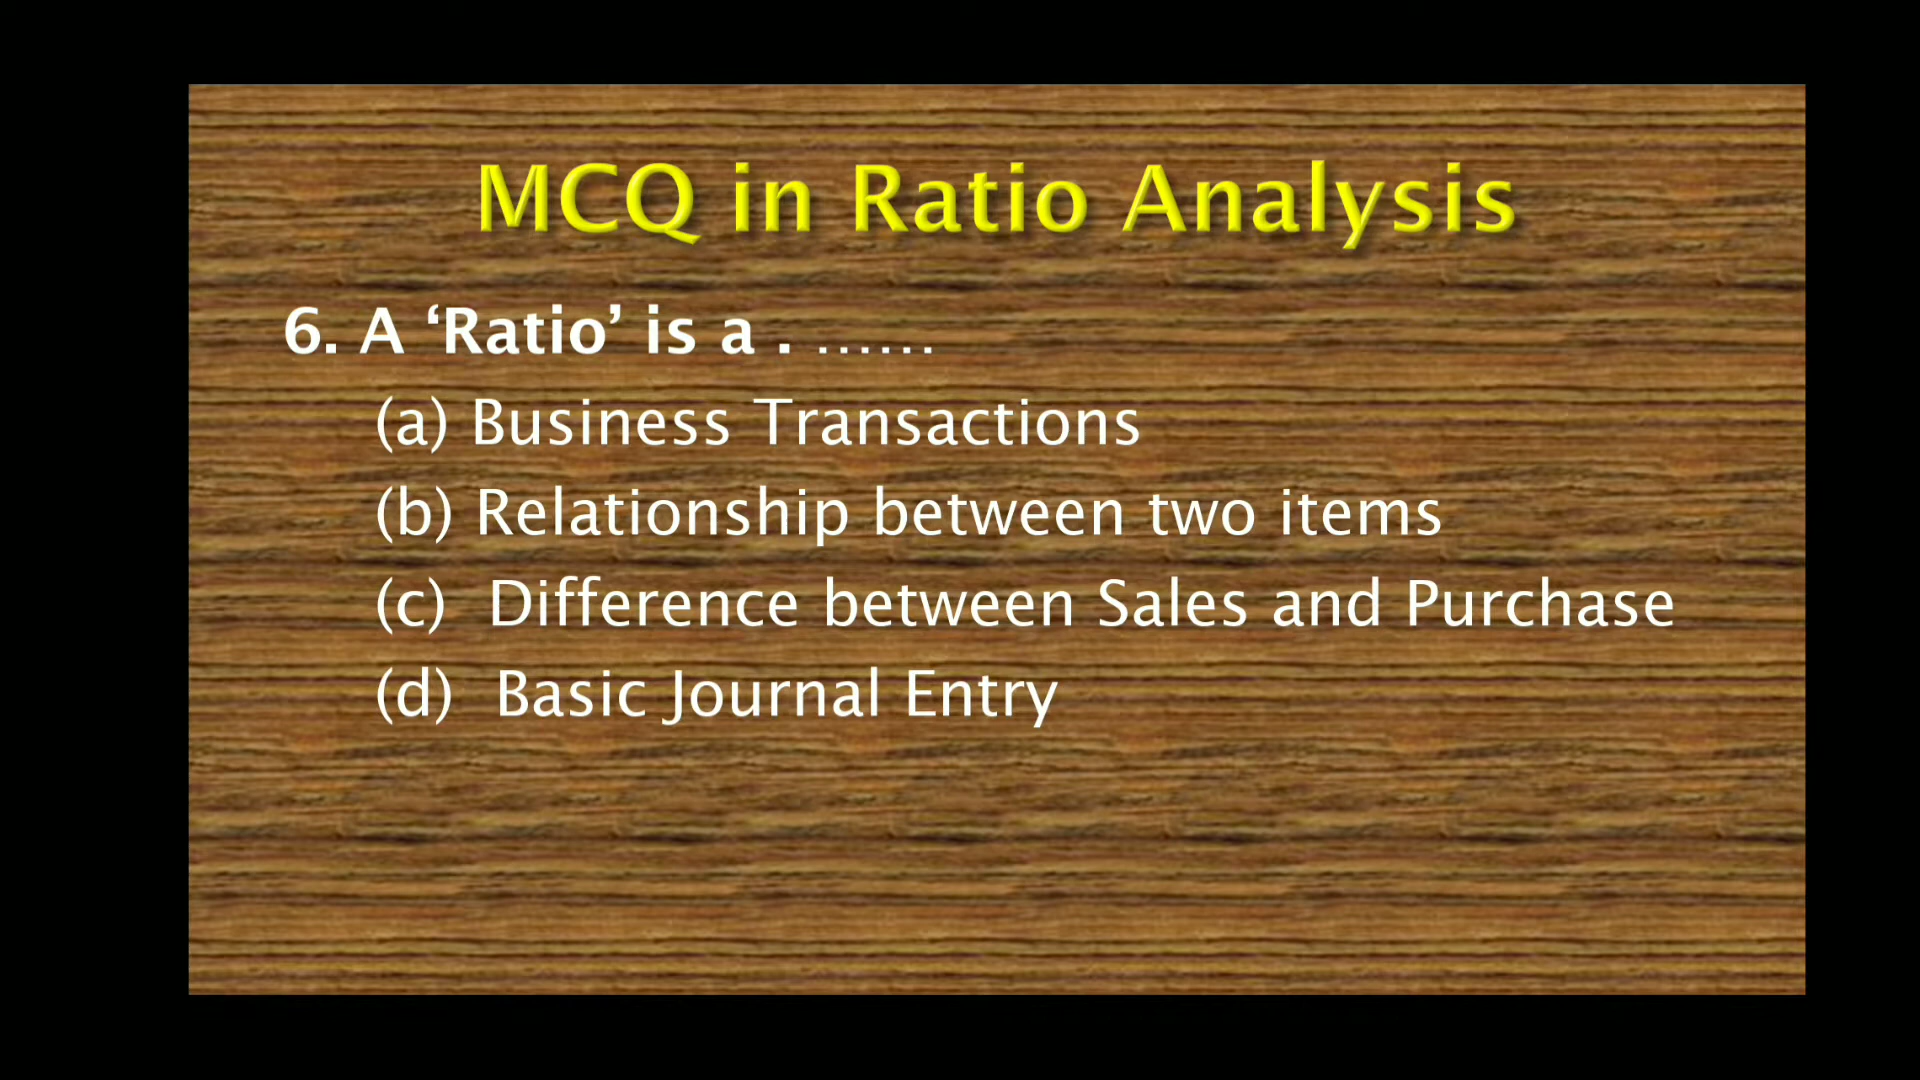 MCQ in Ratio Analysis
6. A ‘Ratio’ is a . ......
(a) Business Transactions
(b) Relationship between two items
(c) Difference between Sales and Purchase
(d) Basic Journal Entry